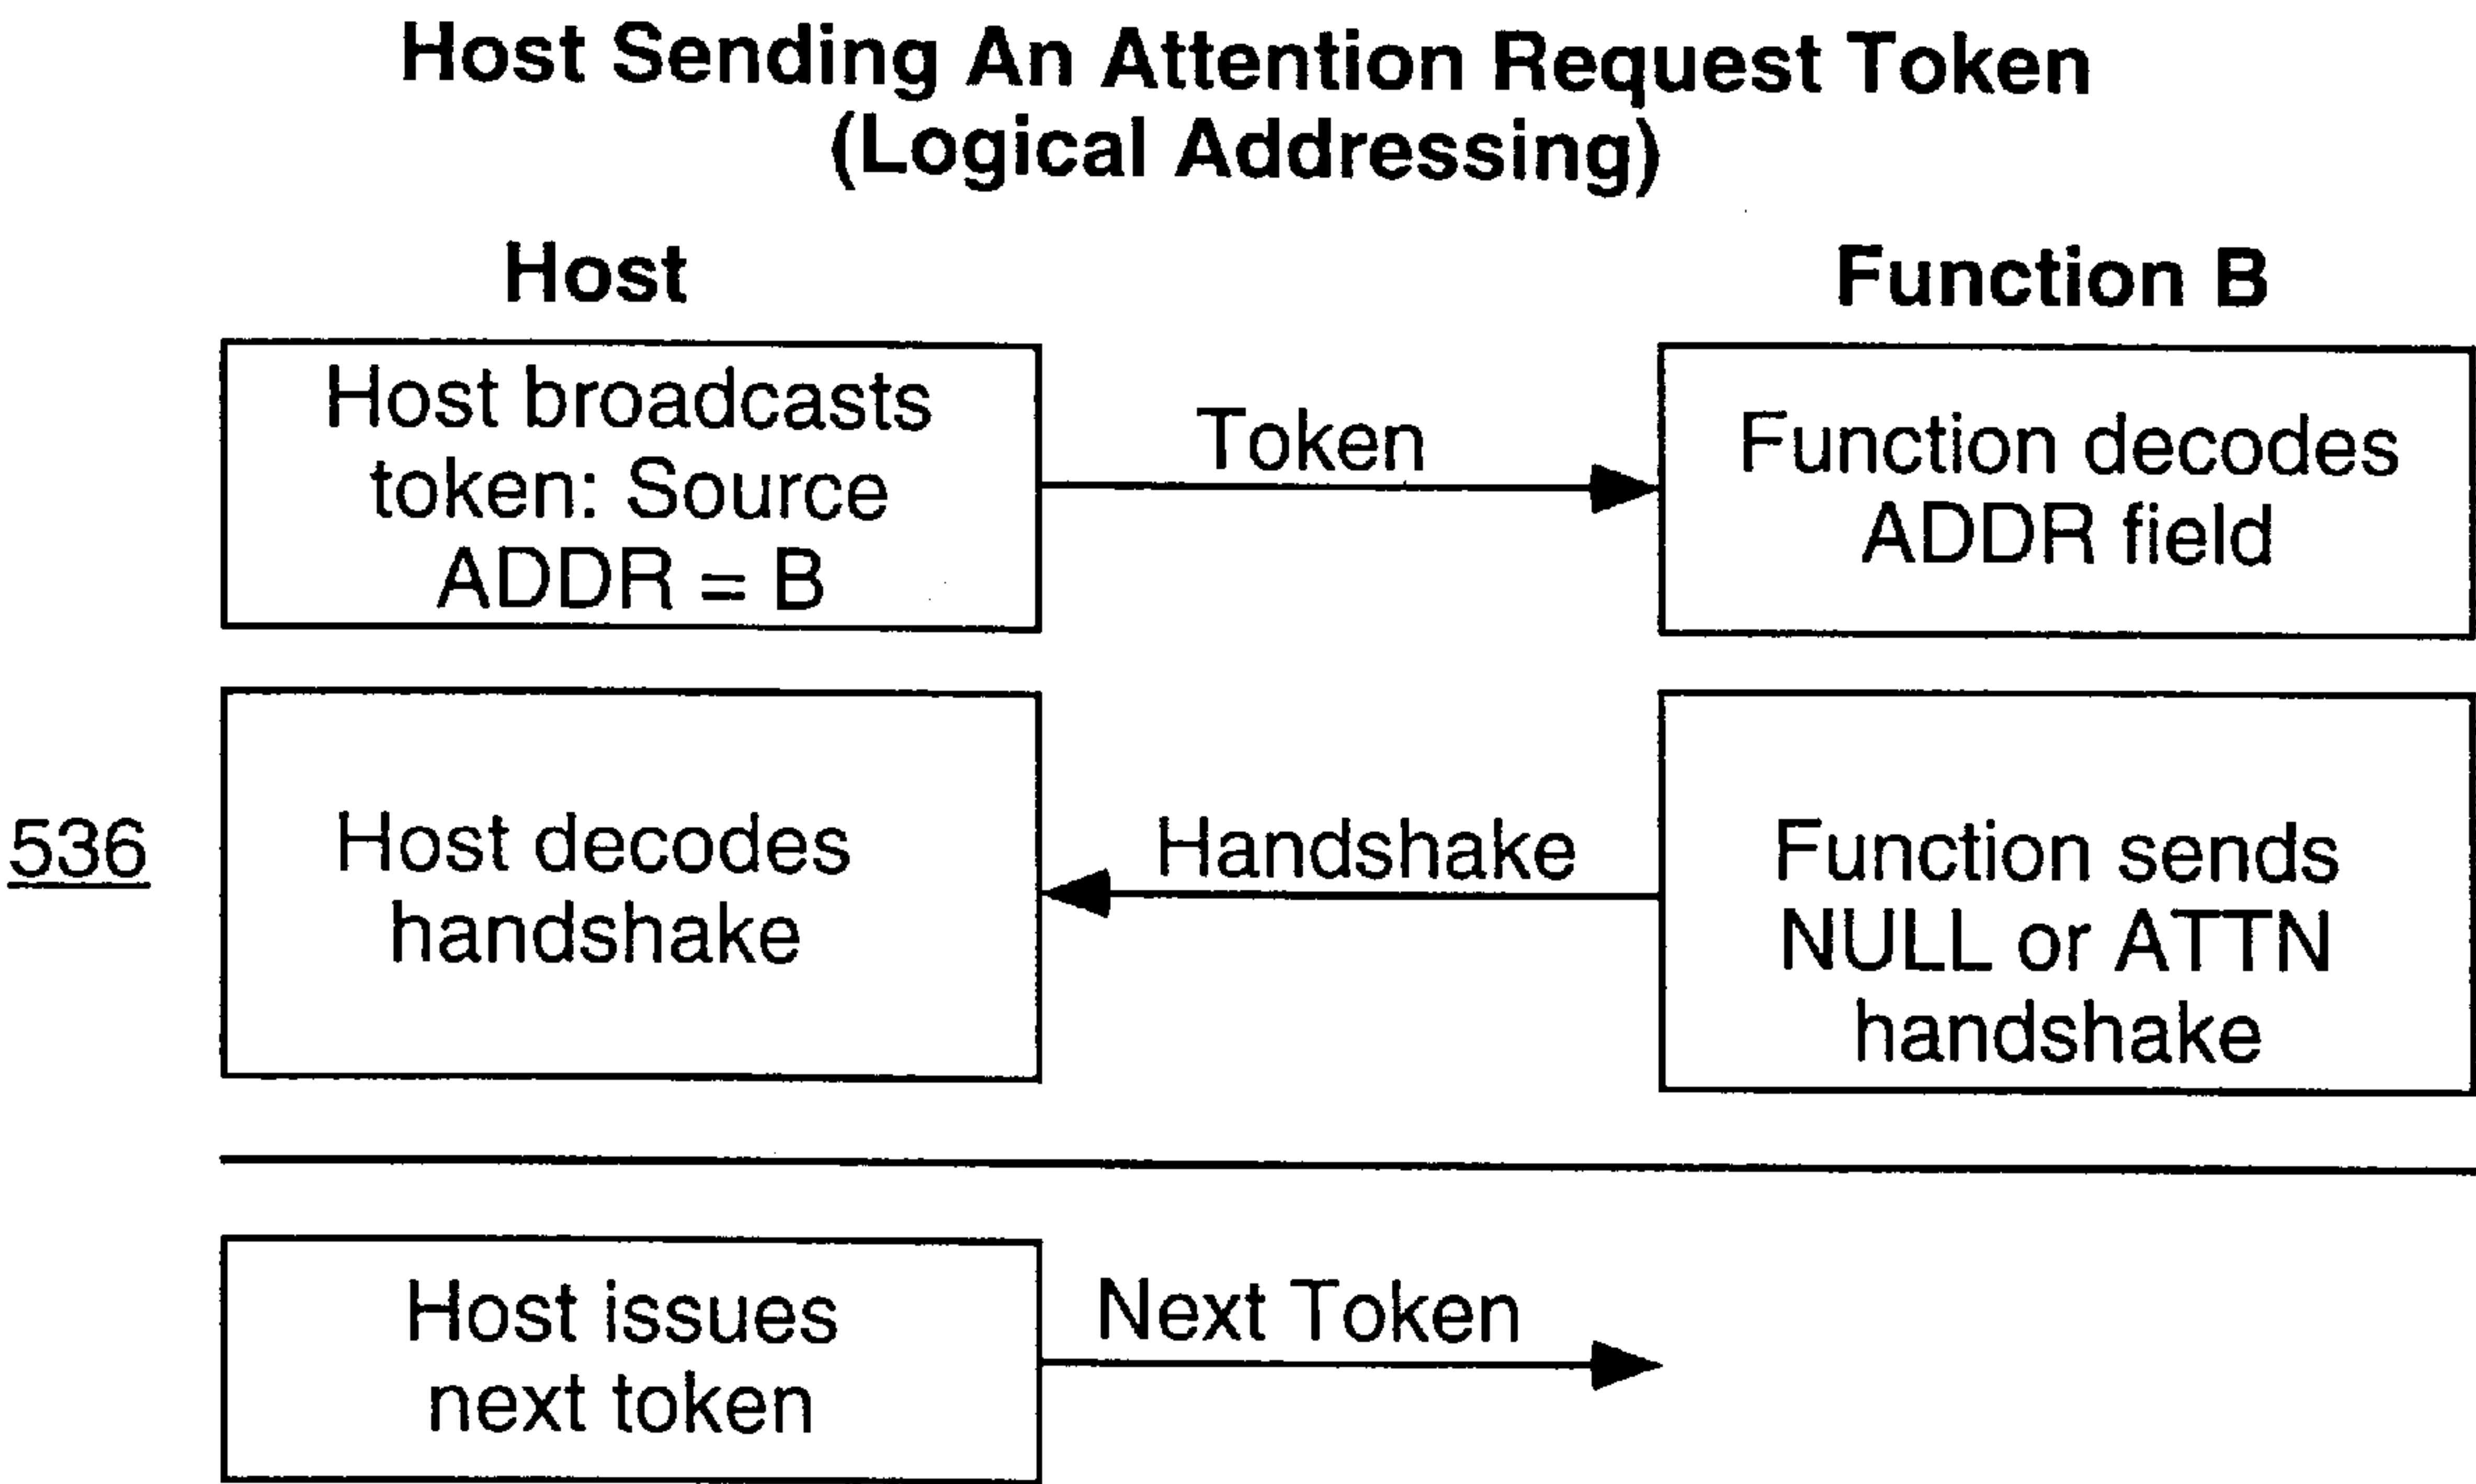 Host Sending An Attention Request Token
(Logical Addressing)
Host
Function B
Host broadcasts
token: Source
ADDR = B
Token
Function decodes
ADDR field
536
Host decodes
handshake
Handshake
Function sends
NULL or ATTN
handshake
Host issues
next token
Next Token